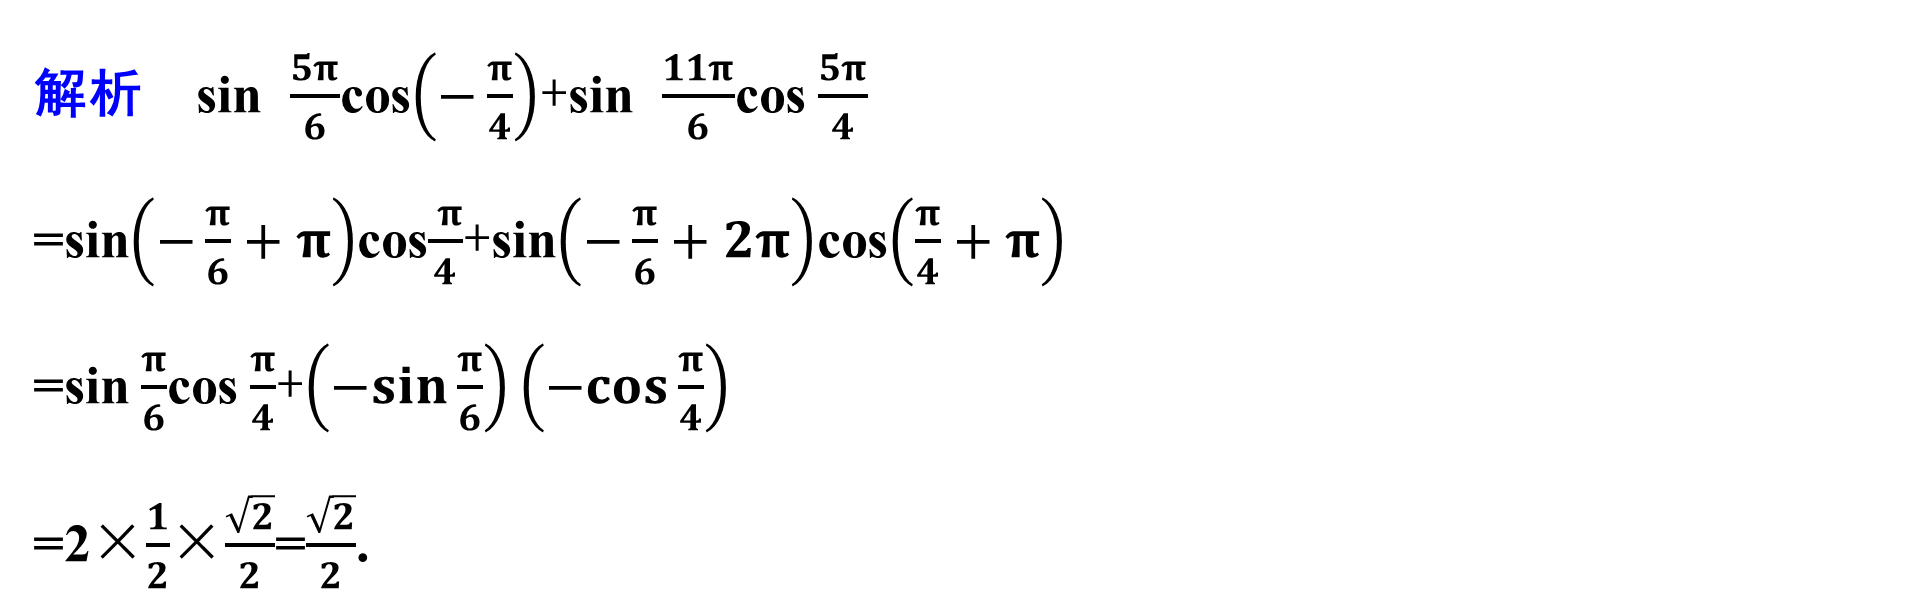 解析 sin 5π/6 cos(−π/4)+sin 11π/6 cos 5π/4
=sin(−π/6+π)cos π/4+sin(−π/6+2π)cos(π/4+π)
=sin π/6 cos π/4+(−sin π/6)(−cos π/4)
=2×1/2×√2/2=√2/2.